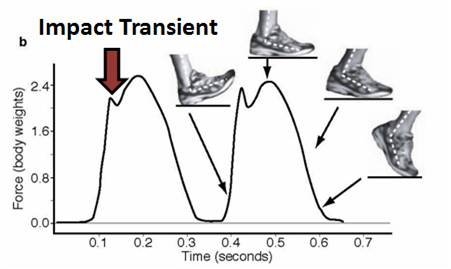 Impact Transient
b
Force (body weights)
2.4
1.6
0.8
0.0
0.1 0.2 0.3 0.4 0.5 0.6 0.7
Time (seconds)